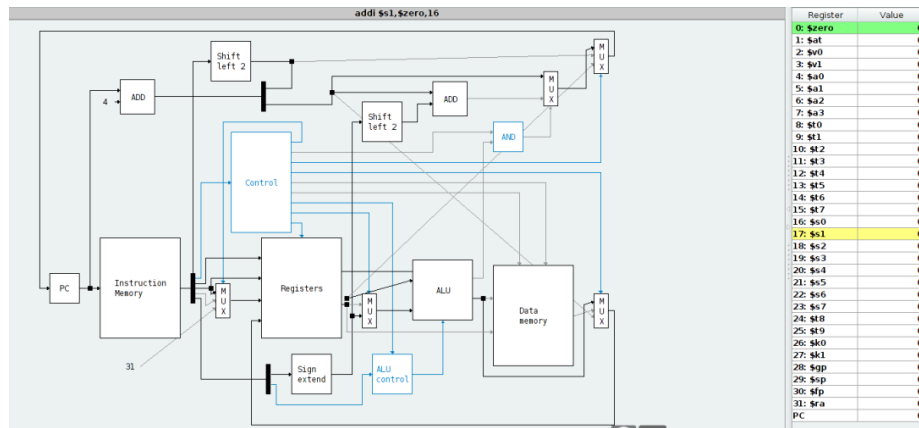 addi $s1,$zero,16
Shift
left 2
M
U
X
4
ADD
M
U
X
ADD
Shift
left 2
AND
Control
PC
Instruction
Memory
M
U
X
Registers
M
U
X
ALU
Data
memory
M
U
X
31
Sign
extend
ALU
control
Register Value
0: $zero
1: $at
2: $v0
3: $v1
4: $a0
5: $a1
6: $a2
7: $a3
8: $t0
9: $t1
10: $t2
11: $t3
12: $t4
13: $t5
14: $t6
15: $t7
16: $s0
17: $s1
18: $s2
19: $s3
20: $s4
21: $s5
22: $s6
23: $s7
24: $t8
25: $t9
26: $k0
27: $k1
28: $gp
29: $sp
30: $fp
31: $ra
PC